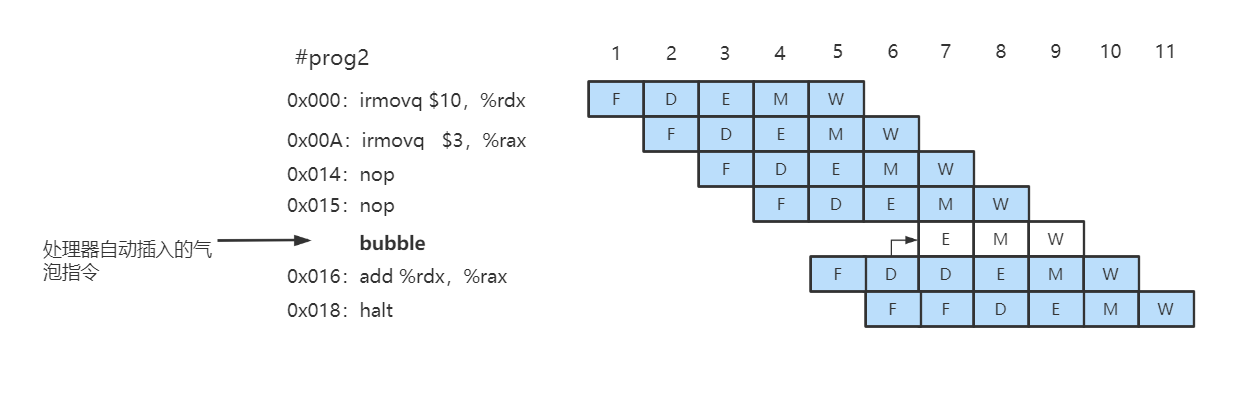 #prog2 1 2 3 4 5 6 7 8 9 10 11
0x000：irmovq $10，%rdx F D E M W
0x00A：irmovq $3，%rax F D E M W
0x014：nop F D E M W
0x015：nop F D E M W
处理器自动插入的气
泡指令
bubble E M W
0x016：add %rdx，%rax F D D E M W
0x018：halt F F D E M W